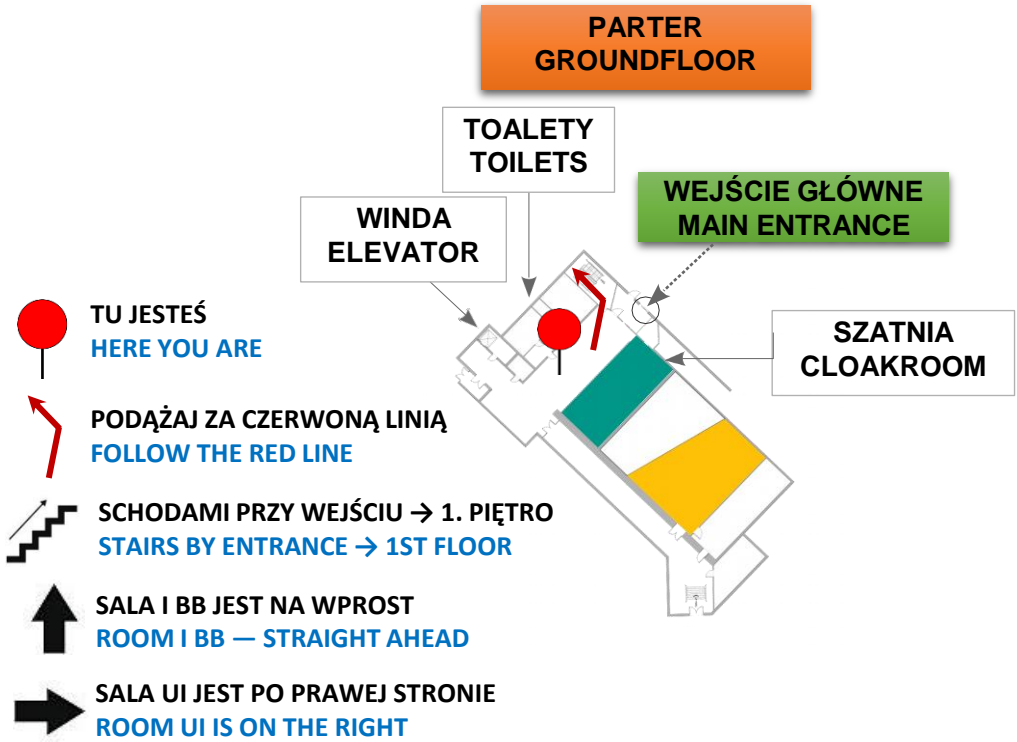 PARTER
GROUNDFLOOR
TOALETY
TOILETS
WEJŚCIE GŁÓWNE
MAIN ENTRANCE
WINDA
ELEVATOR
SZATNIA
CLOAKROOM
TU JESTEŚ
HERE YOU ARE
PODĄŻAJ ZA CZERWONĄ LINIĄ
FOLLOW THE RED LINE
SCHODAMI PRZY WEJŚCIU → 1. PIĘTRO
STAIRS BY ENTRANCE → 1ST FLOOR
SALA I BB JEST NA WPROST
ROOM I BB — STRAIGHT AHEAD
SALA UI JEST PO PRAWEJ STRONIE
ROOM UI IS ON THE RIGHT